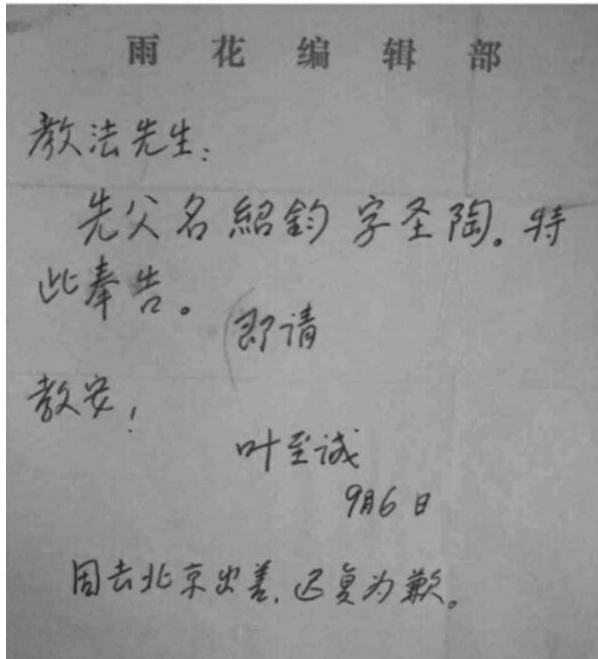 雨花编辑部
教法先生:
先父名紹鈞字圣陶。特
此奉告。
即请
教安!
叶至诚
9月6日
因去北京出差,迟复为歉。